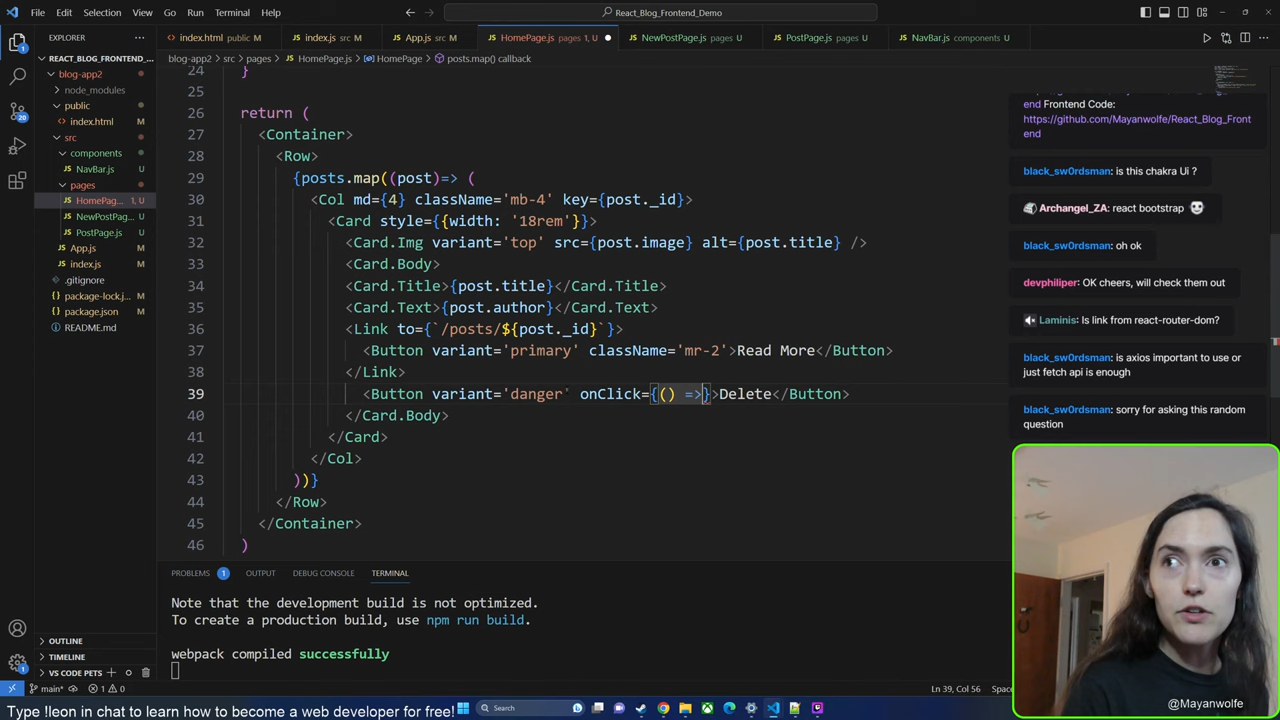 File Edit Selection View Go Run Terminal Help
React_Blog_Frontend_Demo
EXPLORER
index.html public M
index.js src M
App.js src M
HomePage.js pages 1, U
NewPostPage.js pages U
PostPage.js pages U
NavBar.js components U
REACT_BLOG_FRONTEND_...
blog-app2 > src > pages > HomePage.js > HomePage > posts.map() callback
blog-app2
node_modules
public
index.html M
src
components
NavBar.js U
pages
HomePag... 1, U
NewPostPag... U
PostPage.js U
App.js M
index.js M
.gitignore
package-lock.j... M
package.json M
README.md
OUTLINE
TIMELINE
VS CODE PETS
20
1
1
24 }
25
26 return (
27 <Container>
28 <Row>
29 {posts.map((post)=> (
30 <Col md={4} className='mb-4' key={post._id}>
31 <Card style={{width: '18rem'}}>
32 <Card.Img variant='top' src={post.image} alt={post.title} />
33 <Card.Body>
34 <Card.Title>{post.title}</Card.Title>
35 <Card.Text>{post.author}</Card.Text>
36 <Link to={`/posts/${post._id}`}>
37 <Button variant='primary' className='mr-2'>Read More</Button>
38 </Link>
39 <Button variant='danger' onClick={() =>}>Delete</Button>
40 </Card.Body>
41 </Card>
42 </Col>
43 ))}
44 </Row>
45 </Container>
46 )
PROBLEMS 1 OUTPUT DEBUG CONSOLE TERMINAL
Note that the development build is not optimized.
To create a production build, use npm run build.
webpack compiled successfully
end Frontend Code:
https://github.com/Mayanwolfe/React_Blog_Front
end
black_sw0rdsman: is this chakra Ui ?
Archangel_ZA: react bootstrap
black_sw0rdsman: oh ok
devphiliper: OK cheers, will check them out
Laminis: Is link from react-router-dom?
black_sw0rdsman: is axios important to use or
just fetch api is enough
black_sw0rdsman: sorry for asking this random
question
main* 1 0
Ln 39, Col 56
Type !leon in chat to learn how to become a web developer for free!
Search
@Mayanwolfe